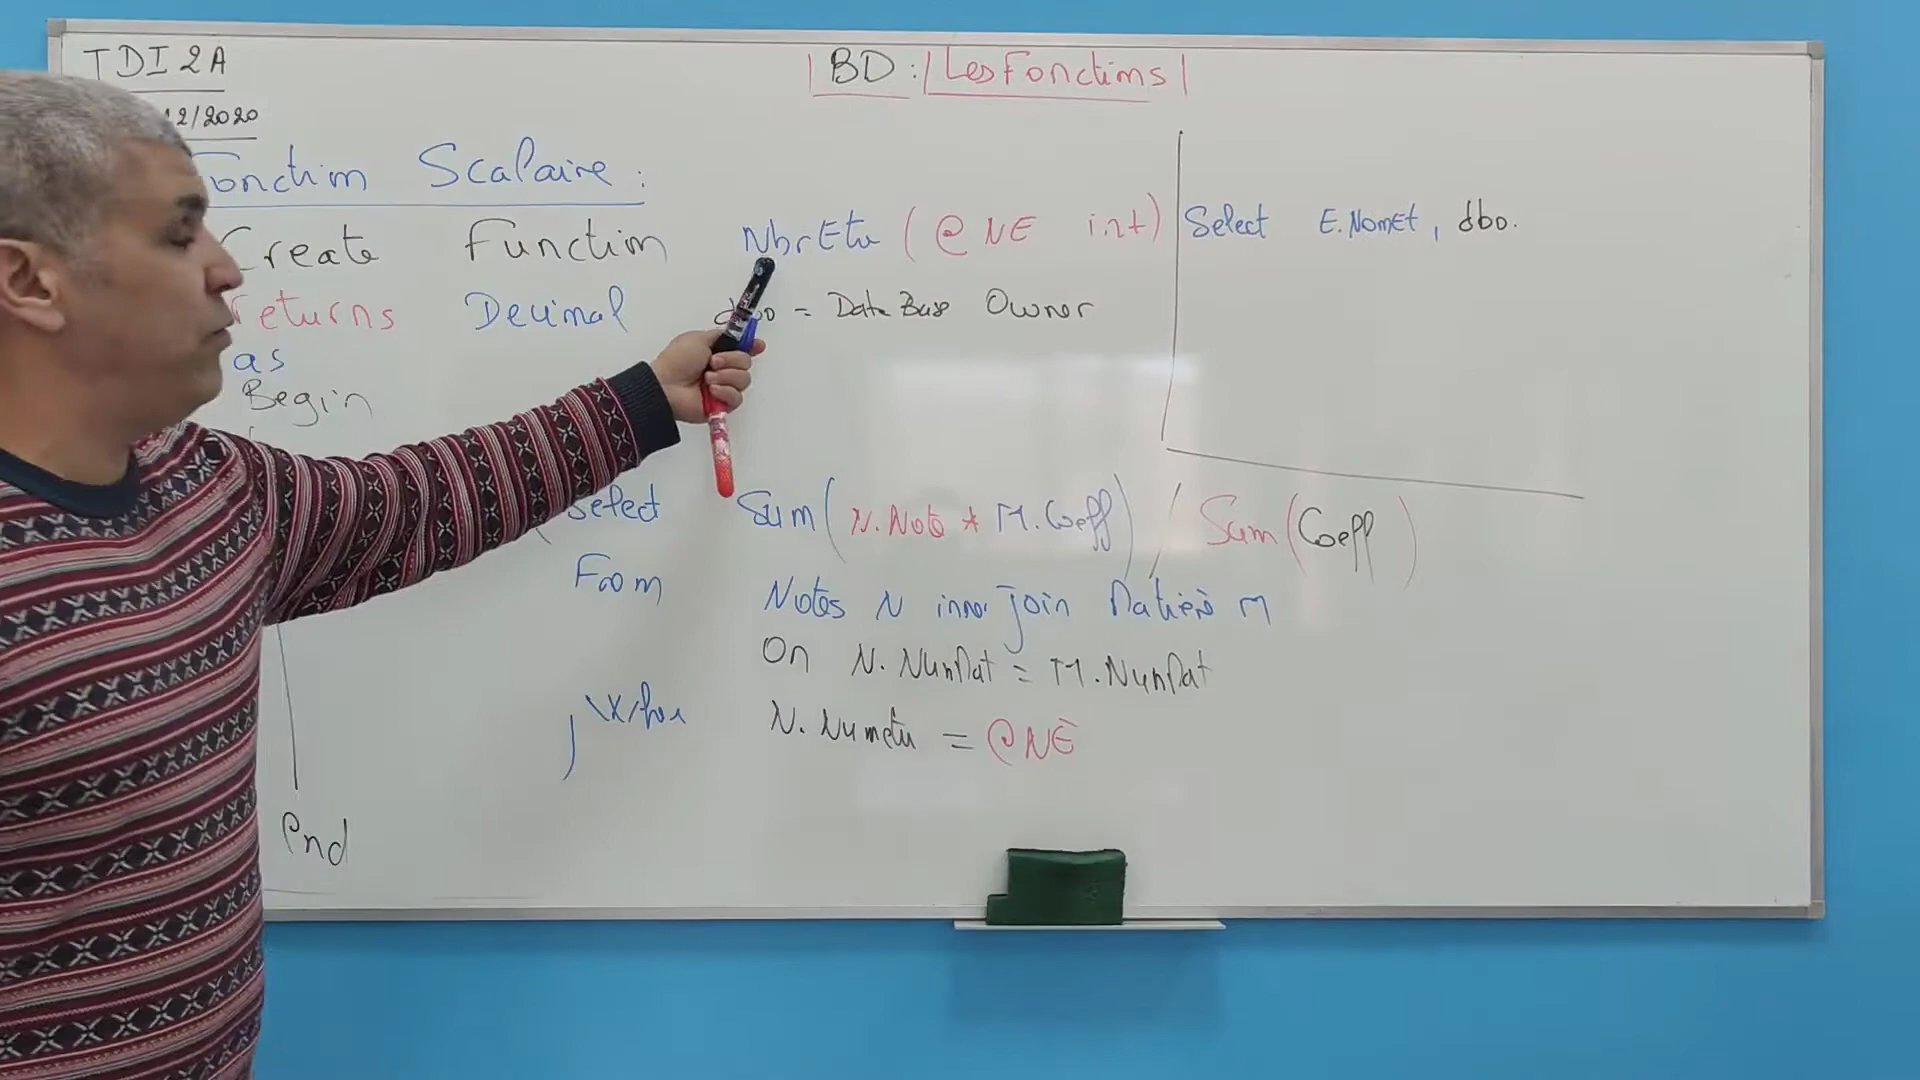 TDI 2A
BD : Les Fonctions
12/2020
Fonction Scalaire :
Create Function NbrEtu (@NE int)
returns Decimal
dbo = DataBase Owner
as
Begin
Select Sum(N.Note * M.Coeff) / Sum(Coeff)
From Notes N inner join Matière M
On N.NumMat = M.NumMat
Where N.Numetu = @NE
End
Select E.Nomet, dbo.